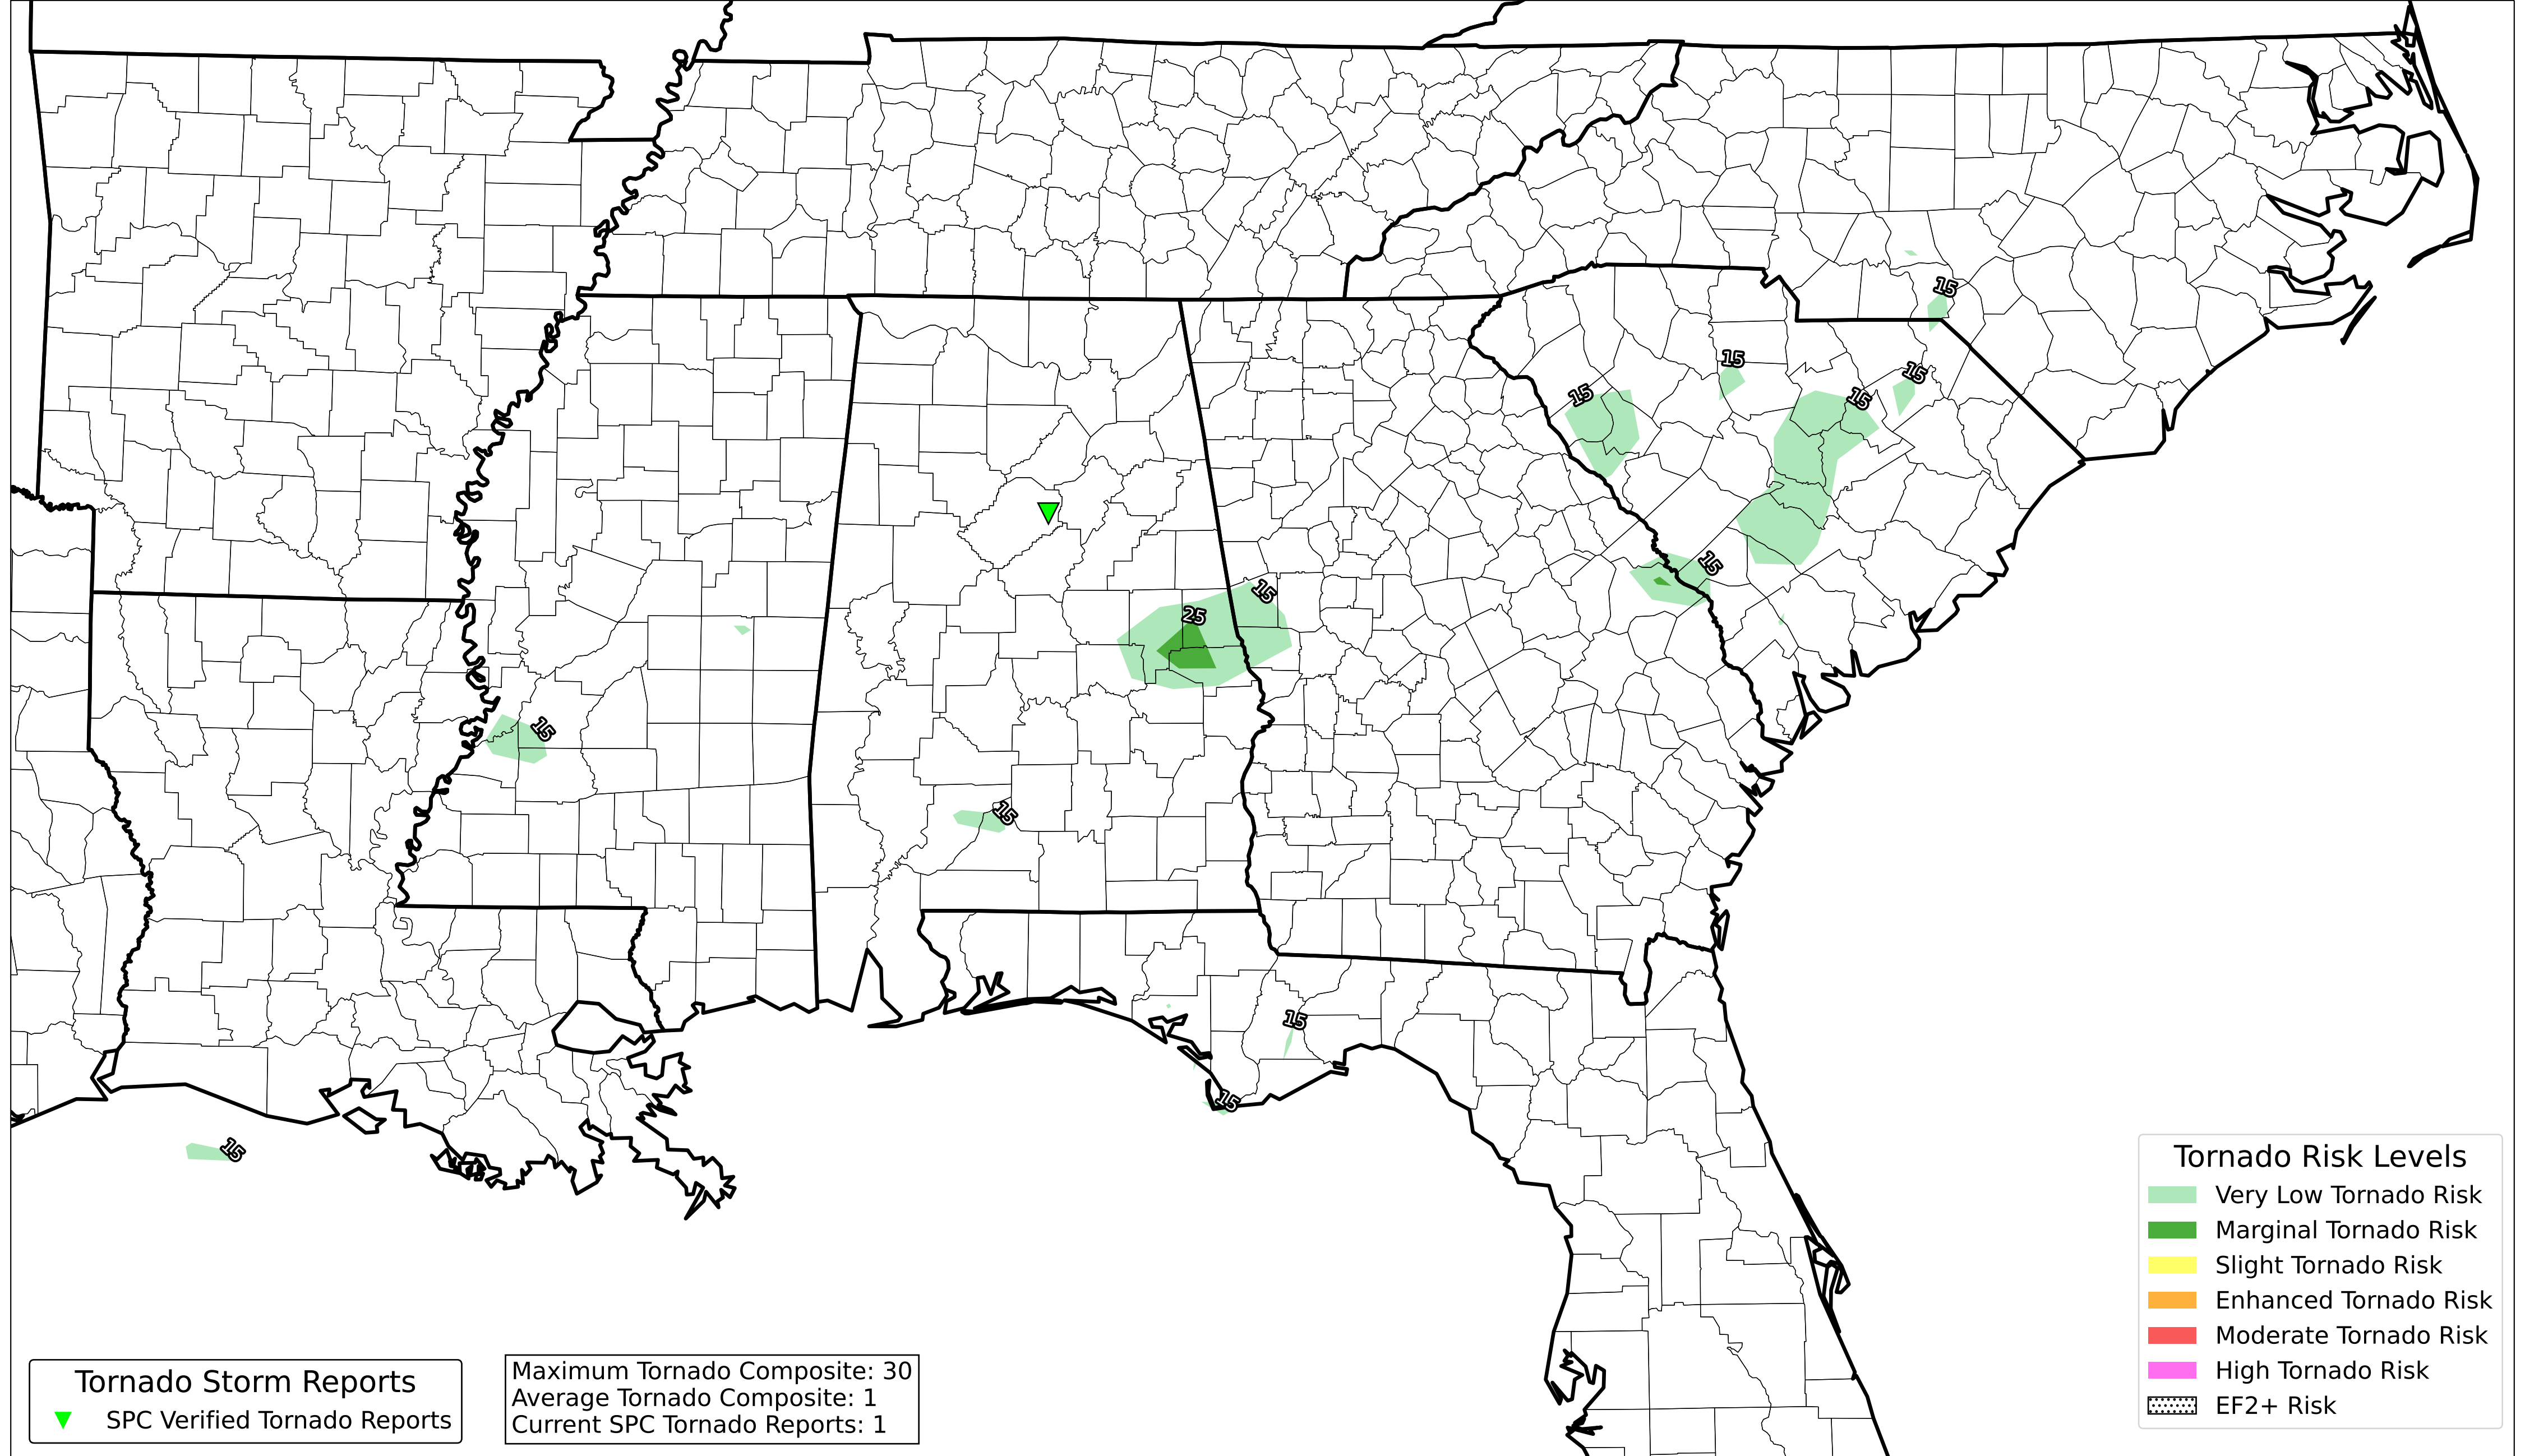 15
15
15
15
15
15
15
25
15
15
15
15
15
Tornado Risk Levels
Very Low Tornado Risk
Marginal Tornado Risk
Slight Tornado Risk
Enhanced Tornado Risk
Moderate Tornado Risk
High Tornado Risk
EF2+ Risk
Tornado Storm Reports
SPC Verified Tornado Reports
Maximum Tornado Composite: 30
Average Tornado Composite: 1
Current SPC Tornado Reports: 1